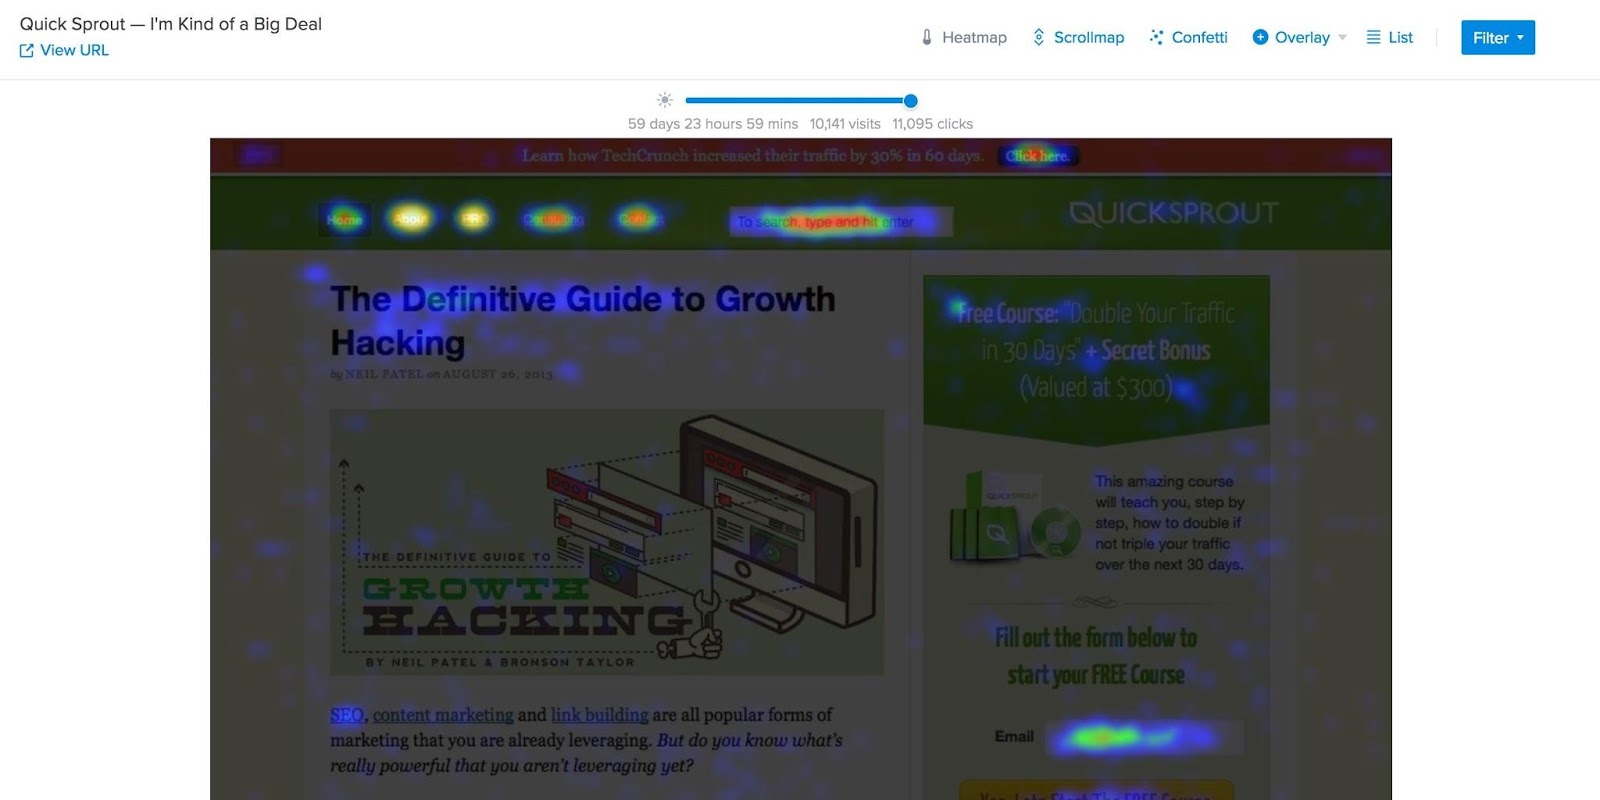 Quick Sprout — I'm Kind of a Big Deal
View URL
Heatmap
Scrollmap
Confetti
Overlay
List
Filter
59 days 23 hours 59 mins 10,141 visits 11,095 clicks
Learn how TechCrunch increased their traffic by 30% in 60 days. Click here.
Home About PRO Consulting Contact
To search, type and hit enter
QUICKSPROUT
The Definitive Guide to Growth
Hacking
by NEIL PATEL on AUGUST 26, 2013
THE DEFINITIVE GUIDE TO
GROWTH
HACKING
BY NEIL PATEL & BRONSON TAYLOR
SEO, content marketing and link building are all popular forms of
marketing that you are already leveraging. But do you know what's
really powerful that you aren't leveraging yet?
Free Course: "Double Your Traffic
in 30 Days" + Secret Bonus
(Valued at $300)
QUICKSPROUT
This amazing course
will teach you, step by
step, how to double if
not triple your traffic
over the next 30 days.
Fill out the form below to
start your FREE Course
Email
Yes, Lets Start The FREE Course